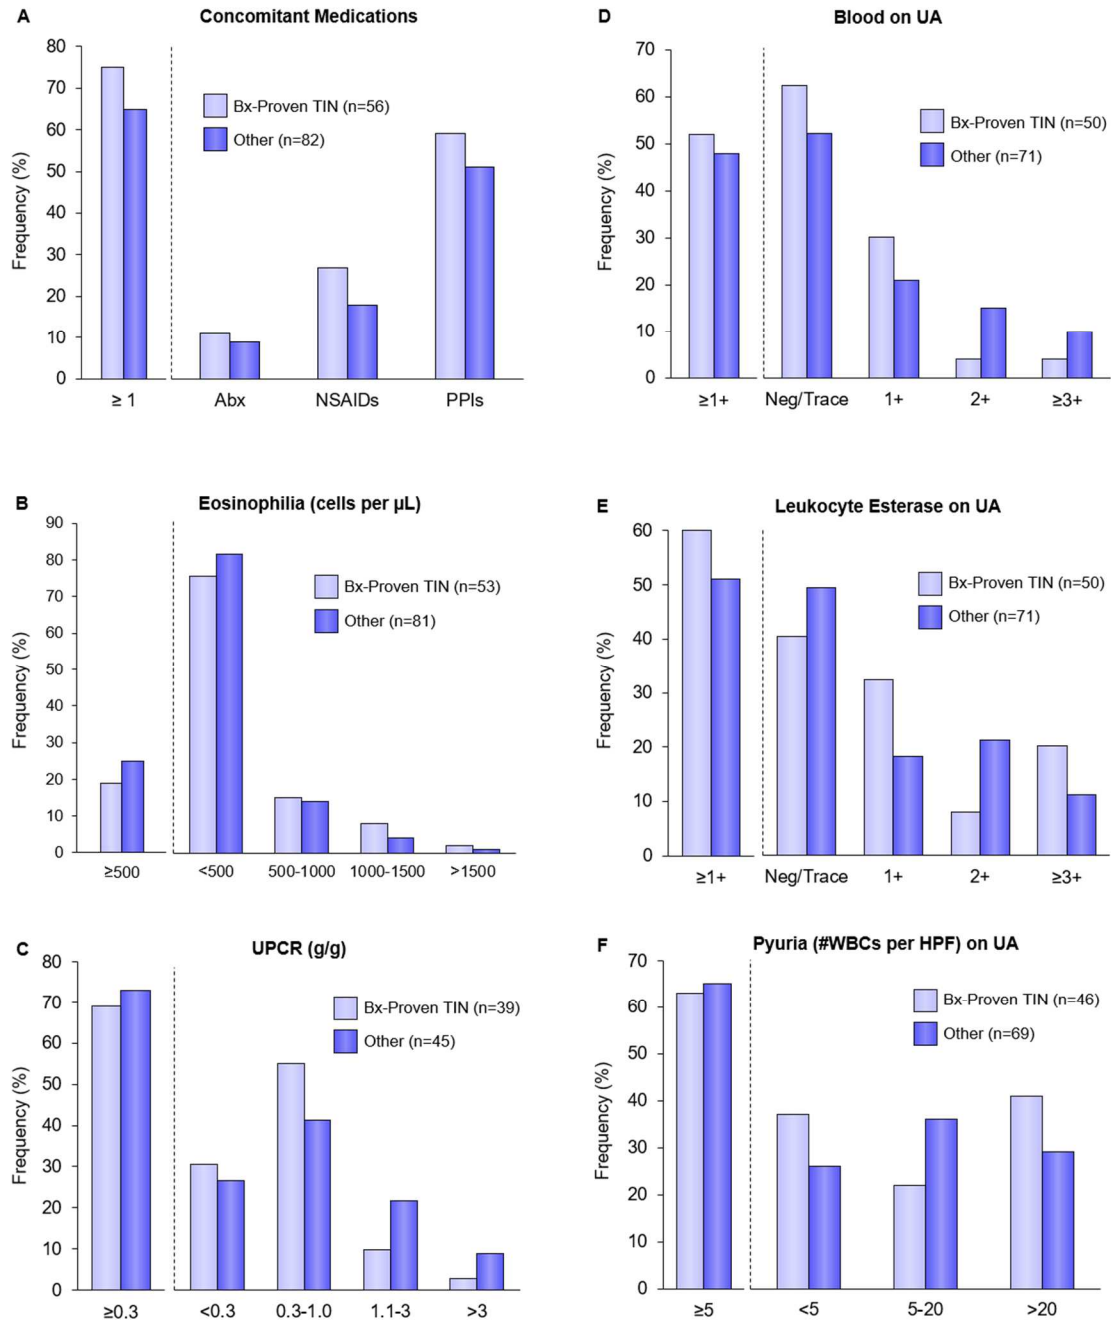 A
Concomitant Medications
Frequency (%)
80
70
60
50
40
30
20
10
0
Bx-Proven TIN (n=56)
Other (n=82)
≥ 1
Abx
NSAIDs
PPIs
D
Blood on UA
Frequency (%)
70
60
50
40
30
20
10
0
Bx-Proven TIN (n=50)
Other (n=71)
≥1+
Neg/Trace
1+
2+
≥3+
B
Eosinophilia (cells per µL)
Frequency (%)
90
80
70
60
50
40
30
20
10
0
Bx-Proven TIN (n=53)
Other (n=81)
≥500
<500
500-1000
1000-1500
>1500
E
Leukocyte Esterase on UA
Frequency (%)
60
50
40
30
20
10
0
Bx-Proven TIN (n=50)
Other (n=71)
≥1+
Neg/Trace
1+
2+
≥3+
C
UPCR (g/g)
Frequency (%)
80
70
60
50
40
30
20
10
0
Bx-Proven TIN (n=39)
Other (n=45)
≥0.3
<0.3
0.3-1.0
1.1-3
>3
F
Pyuria (#WBCs per HPF) on UA
Frequency (%)
70
60
50
40
30
20
10
0
Bx-Proven TIN (n=46)
Other (n=69)
≥5
<5
5-20
>20